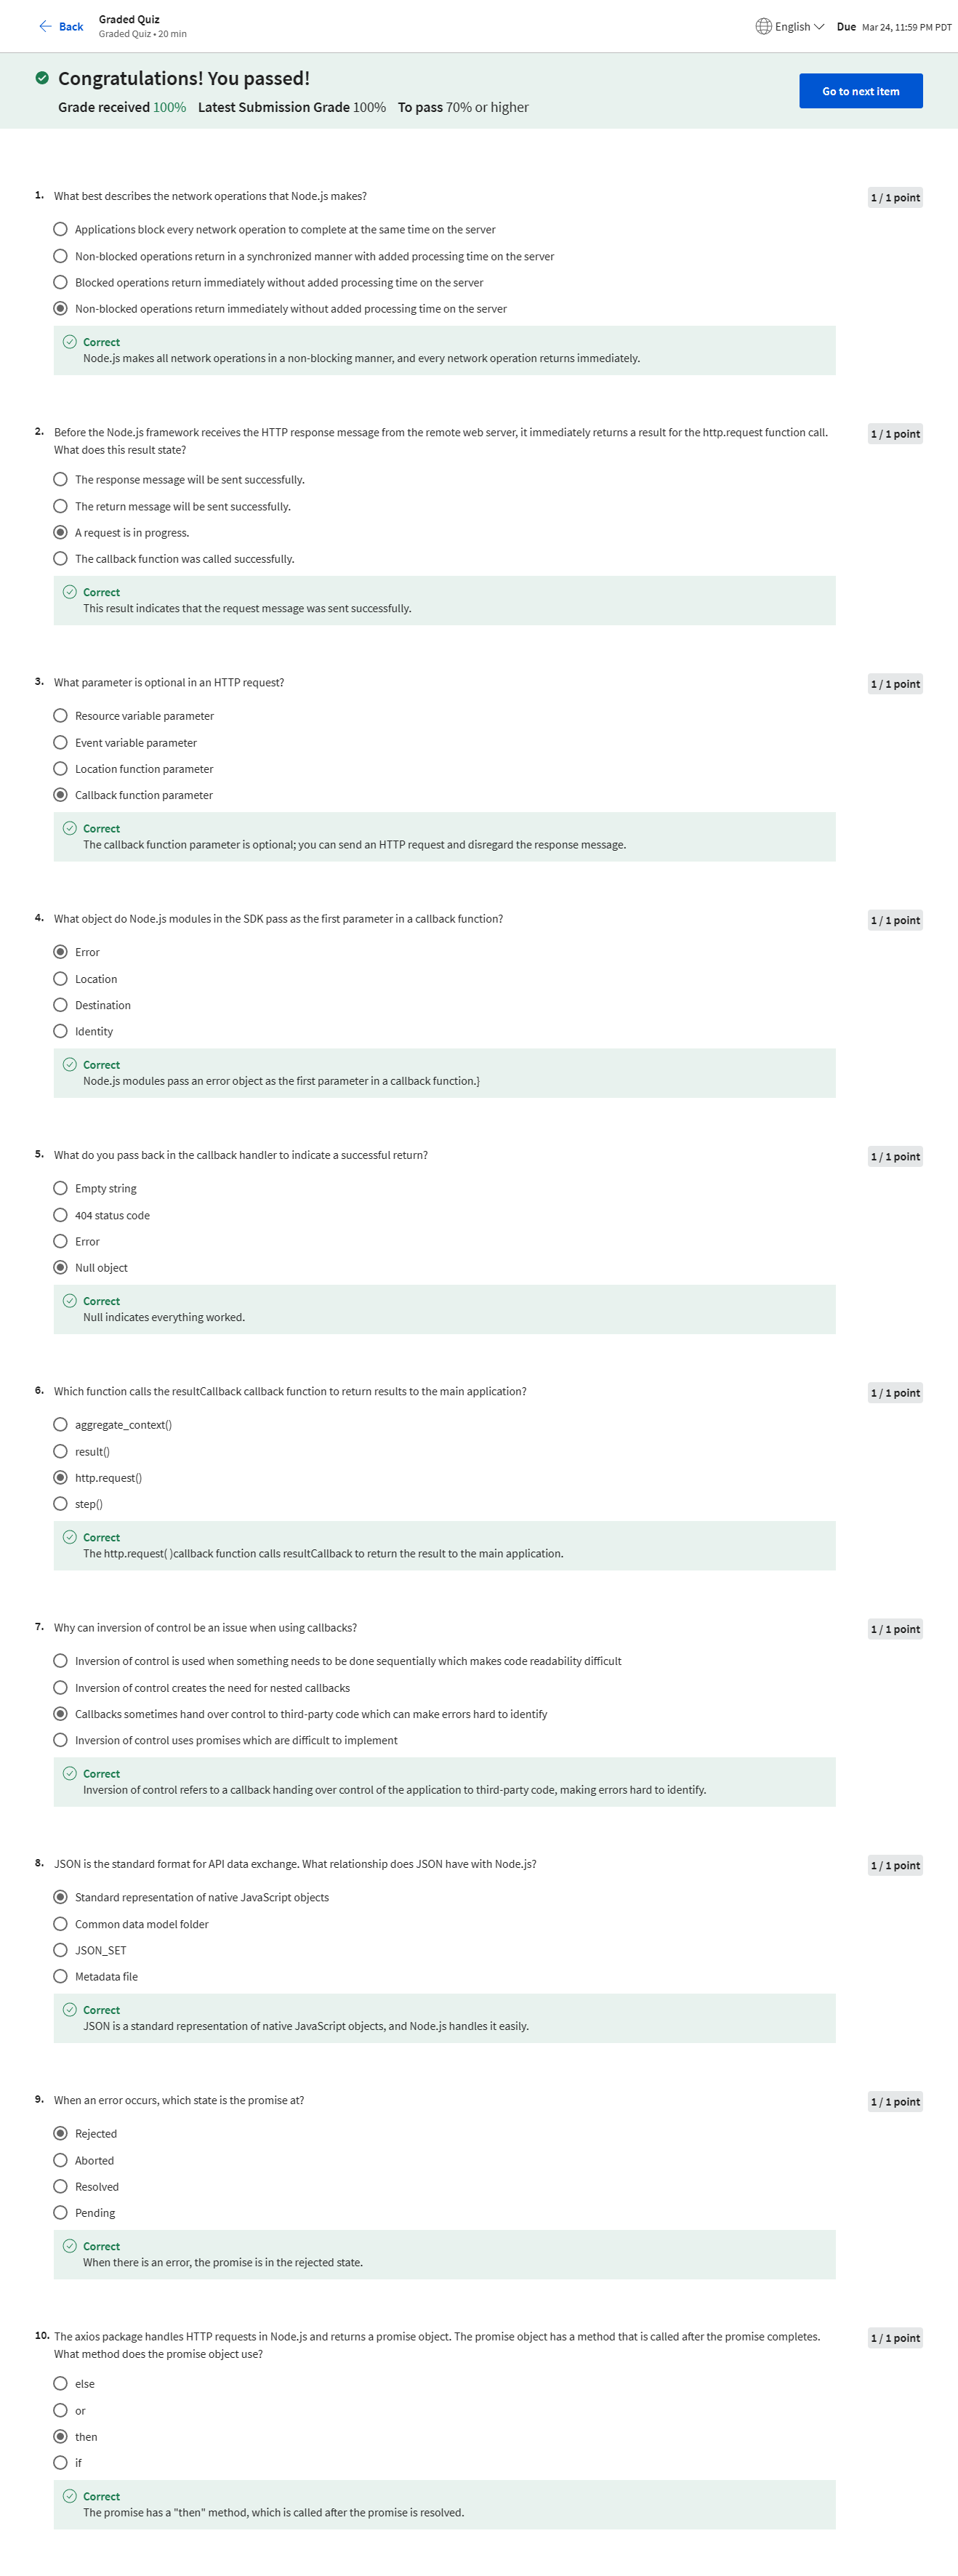 Back
Graded Quiz
Graded Quiz • 20 min
English
Due Mar 24, 11:59 PM PDT
Congratulations! You passed!
Grade received 100% Latest Submission Grade 100% To pass 70% or higher
Go to next item
1. What best describes the network operations that Node.js makes?
1 / 1 point
Applications block every network operation to complete at the same time on the server
Non-blocked operations return in a synchronized manner with added processing time on the server
Blocked operations return immediately without added processing time on the server
Non-blocked operations return immediately without added processing time on the server
Correct
Node.js makes all network operations in a non-blocking manner, and every network operation returns immediately.
2. Before the Node.js framework receives the HTTP response message from the remote web server, it immediately returns a result for the http.request function call.
What does this result state?
1 / 1 point
The response message will be sent successfully.
The return message will be sent successfully.
A request is in progress.
The callback function was called successfully.
Correct
This result indicates that the request message was sent successfully.
3. What parameter is optional in an HTTP request?
1 / 1 point
Resource variable parameter
Event variable parameter
Location function parameter
Callback function parameter
Correct
The callback function parameter is optional; you can send an HTTP request and disregard the response message.
4. What object do Node.js modules in the SDK pass as the first parameter in a callback function?
1 / 1 point
Error
Location
Destination
Identity
Correct
Node.js modules pass an error object as the first parameter in a callback function.}
5. What do you pass back in the callback handler to indicate a successful return?
1 / 1 point
Empty string
404 status code
Error
Null object
Correct
Null indicates everything worked.
6. Which function calls the resultCallback callback function to return results to the main application?
1 / 1 point
aggregate_context()
result()
http.request()
step()
Correct
The http.request( )callback function calls resultCallback to return the result to the main application.
7. Why can inversion of control be an issue when using callbacks?
1 / 1 point
Inversion of control is used when something needs to be done sequentially which makes code readability difficult
Inversion of control creates the need for nested callbacks
Callbacks sometimes hand over control to third-party code which can make errors hard to identify
Inversion of control uses promises which are difficult to implement
Correct
Inversion of control refers to a callback handing over control of the application to third-party code, making errors hard to identify.
8. JSON is the standard format for API data exchange. What relationship does JSON have with Node.js?
1 / 1 point
Standard representation of native JavaScript objects
Common data model folder
JSON_SET
Metadata file
Correct
JSON is a standard representation of native JavaScript objects, and Node.js handles it easily.
9. When an error occurs, which state is the promise at?
1 / 1 point
Rejected
Aborted
Resolved
Pending
Correct
When there is an error, the promise is in the rejected state.
10. The axios package handles HTTP requests in Node.js and returns a promise object. The promise object has a method that is called after the promise completes.
What method does the promise object use?
1 / 1 point
else
or
then
if
Correct
The promise has a "then" method, which is called after the promise is resolved.